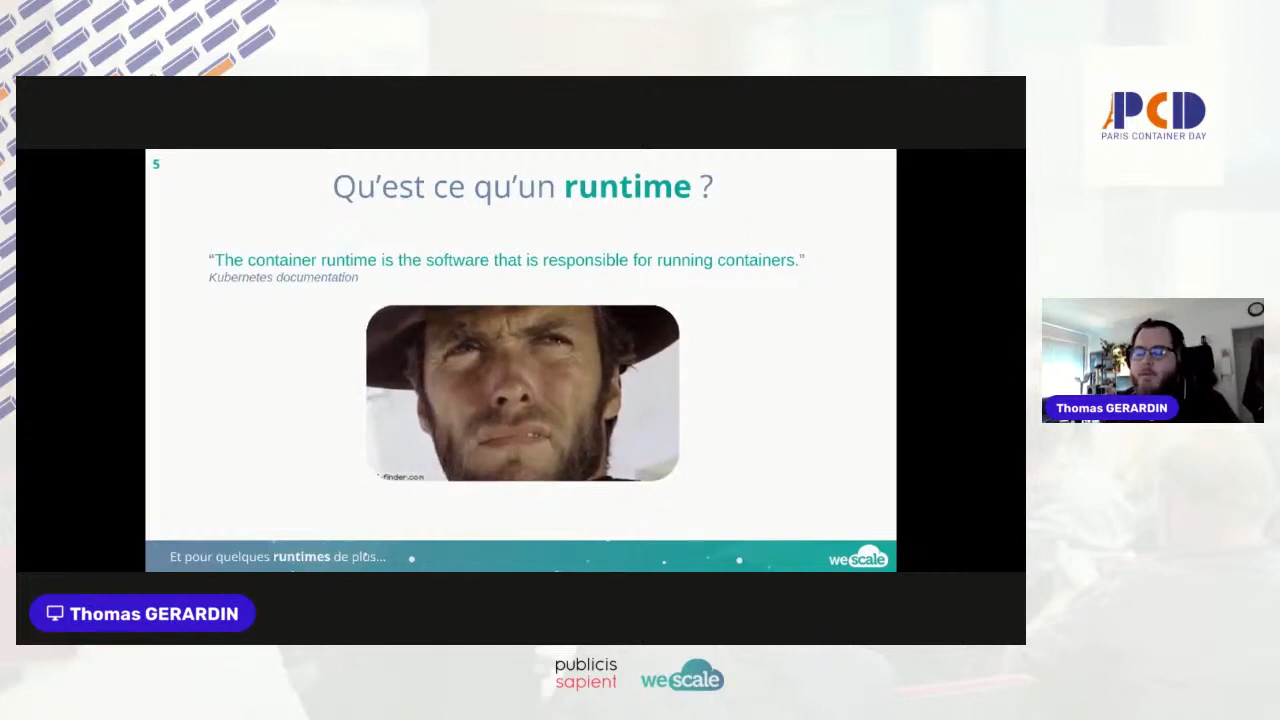 PCD
PARIS CONTAINER DAY
5
Qu'est ce qu'un runtime ?
“The container runtime is the software that is responsible for running containers.”
Kubernetes documentation
-finder.com
Et pour quelques runtimes de plus...
wescale
Thomas GERARDIN
Thomas GERARDIN
publicis
sapient
wescale